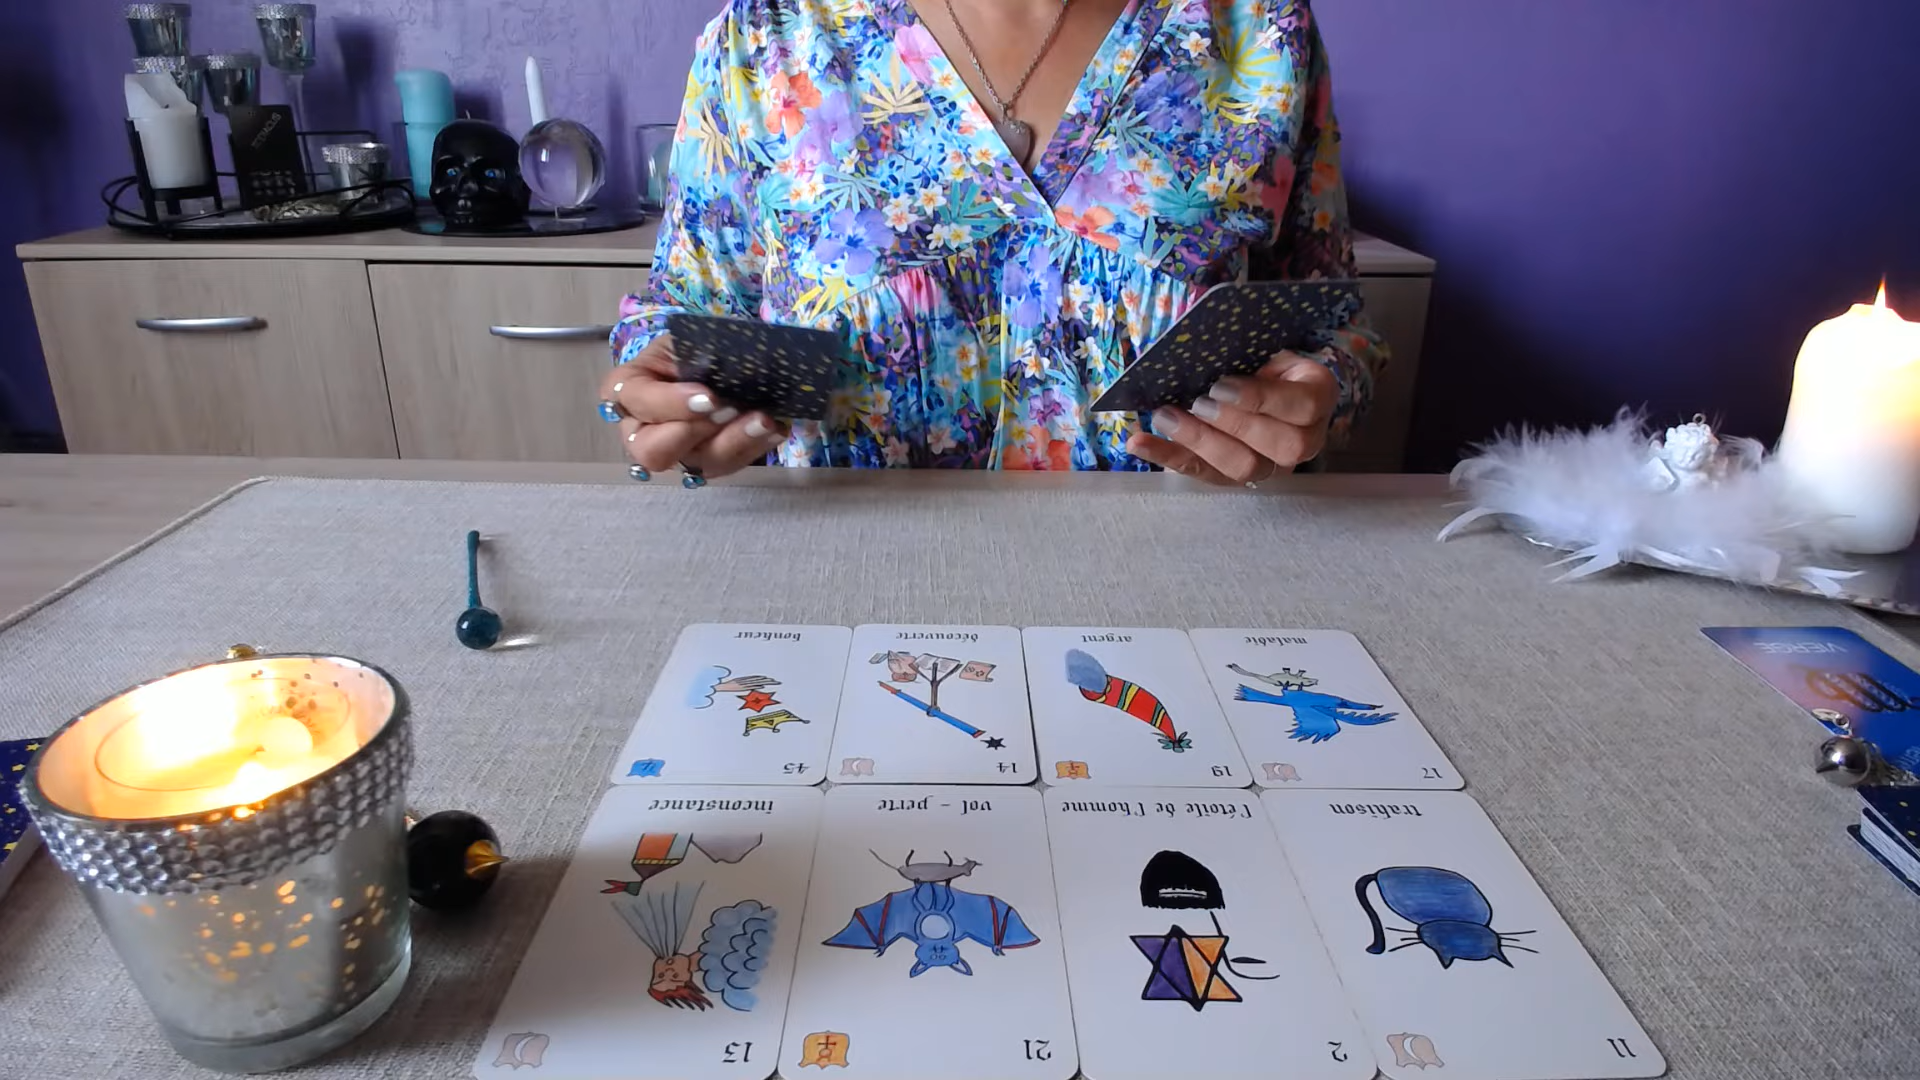 bonheur
45
découverte
14
argent
19
maladie
17
inconstance
13
vol - perte
21
l'étoile de l'homme
2
trahison
11
VIERGE